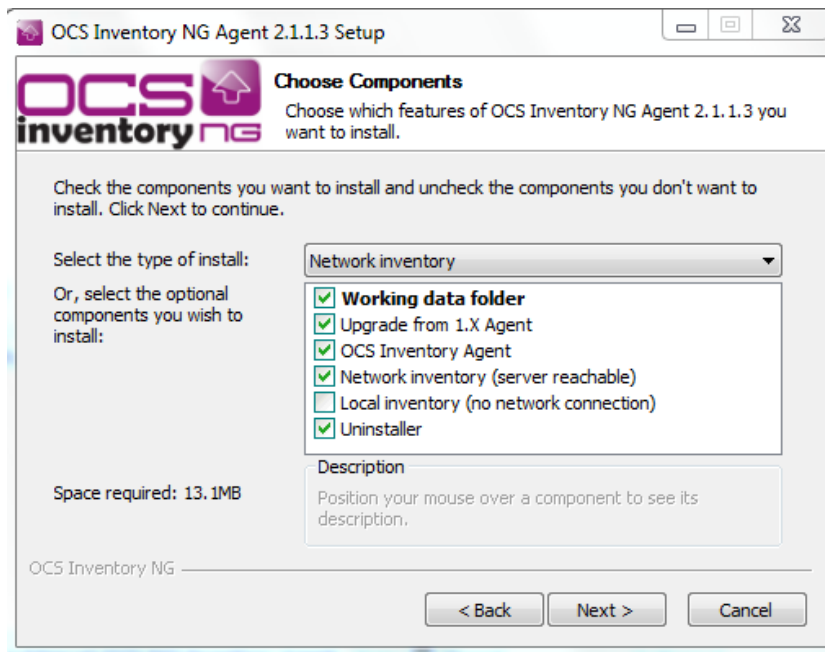 OCS Inventory NG Agent 2.1.1.3 Setup
OCS
inventory NG
Choose Components
Choose which features of OCS Inventory NG Agent 2.1.1.3 you
want to install.
Check the components you want to install and uncheck the components you don't want to
install. Click Next to continue.
Select the type of install:
Network inventory
Or, select the optional
components you wish to
install:
Working data folder
Upgrade from 1.X Agent
OCS Inventory Agent
Network inventory (server reachable)
Local inventory (no network connection)
Uninstaller
Space required: 13.1MB
Description
Position your mouse over a component to see its
description.
OCS Inventory NG
< Back
Next >
Cancel